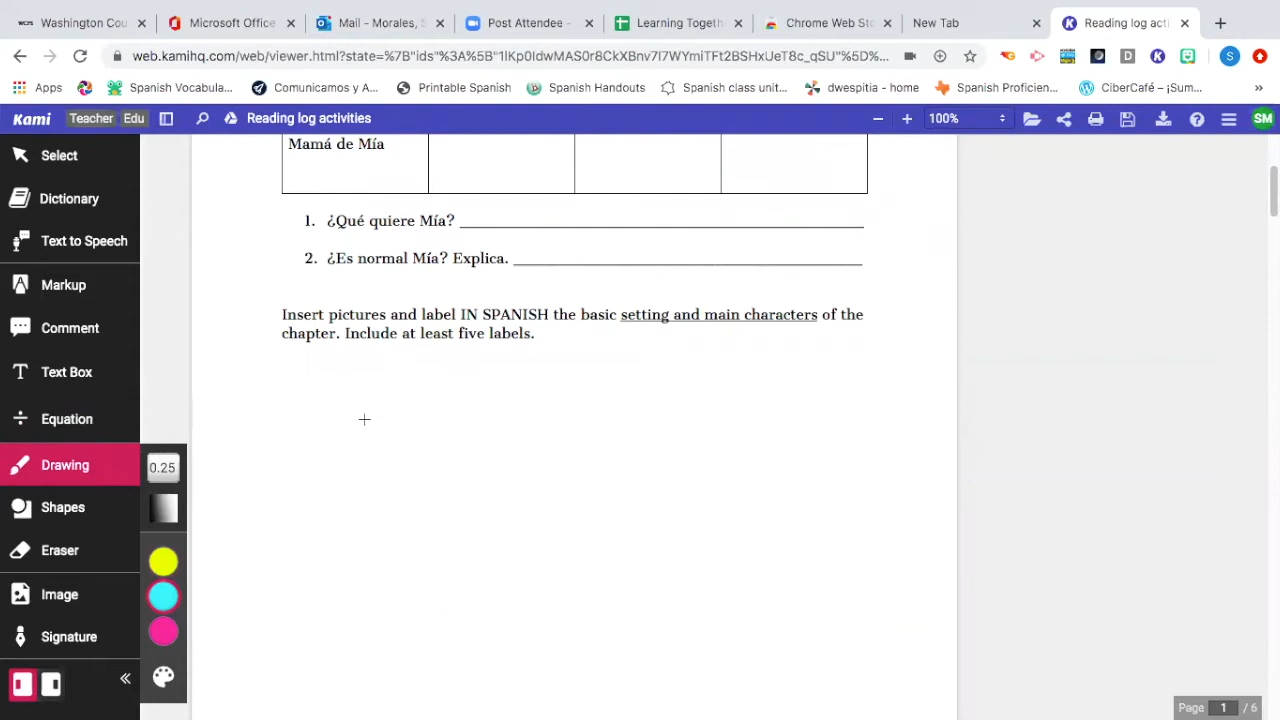 Washington Cou
Microsoft Office
Mail - Morales, S
Post Attendee -
Learning Togeth
Chrome Web Sto
New Tab
Reading log acti
web.kamihq.com/web/viewer.html?state=%7B"ids"%3A%5B"1lKp0IdwMAS0r8CkXBnv7I7WYmiTFt2BSHxUeT8c_qSU"%5D%...
Apps
Spanish Vocabula...
Comunicamos y A...
Printable Spanish
Spanish Handouts
Spanish class unit...
dwespitia - home
Spanish Proficien...
CiberCafé – ¡Sum...
»
Kami
Teacher
Edu
Reading log activities
100%
SM
Select
Dictionary
Text to Speech
Markup
Comment
Text Box
Equation
Drawing
Shapes
Eraser
Image
Signature
0.25
Mamá de Mía
1. ¿Qué quiere Mía?
2. ¿Es normal Mía? Explica.
Insert pictures and label IN SPANISH the basic setting and main characters of the
chapter. Include at least five labels.
Page 1 / 6